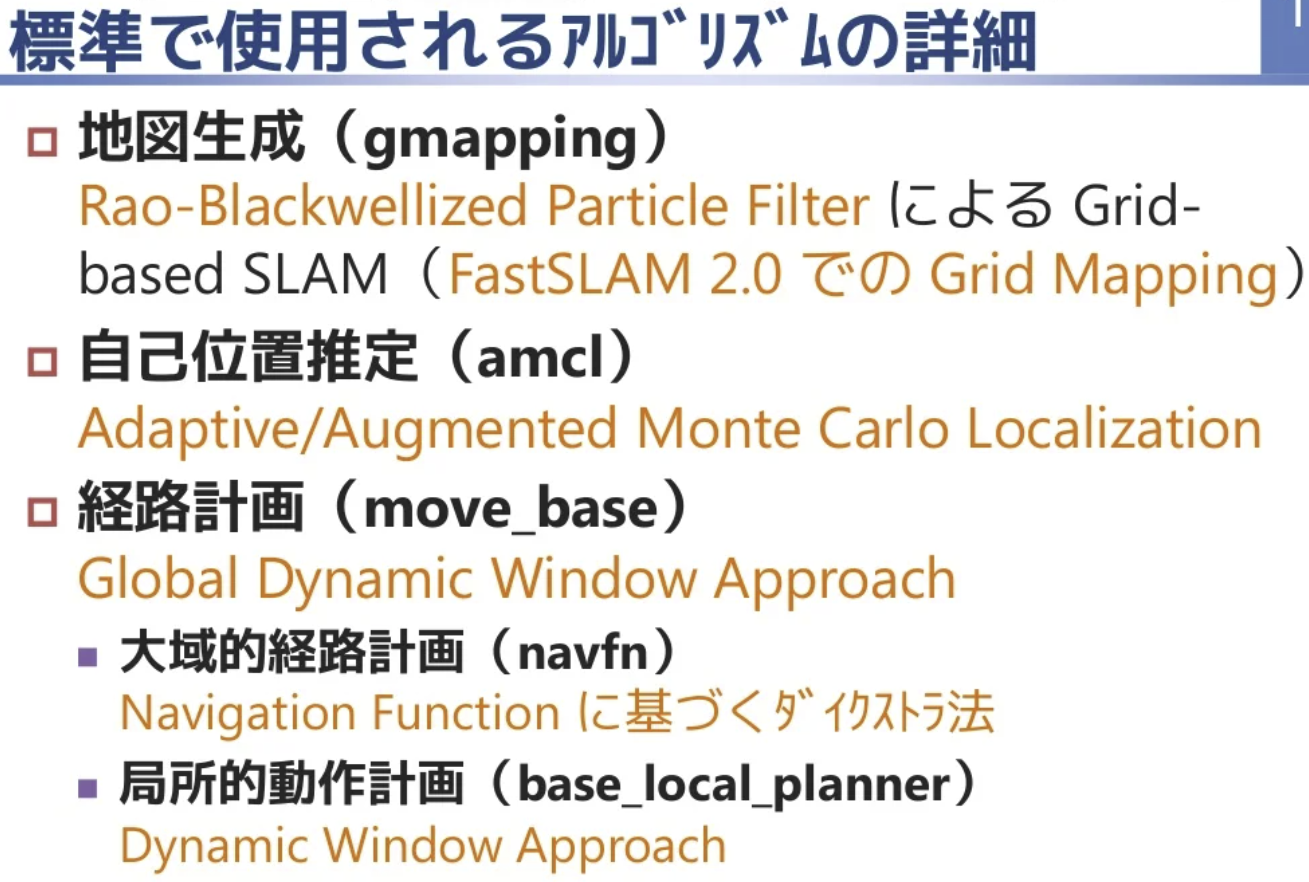 標準で使用されるｱﾙｺﾞﾘｽﾞﾑの詳細
地図生成（gmapping）
Rao-Blackwellized Particle Filter による Grid-
based SLAM（FastSLAM 2.0 での Grid Mapping）
自己位置推定（amcl）
Adaptive/Augmented Monte Carlo Localization
経路計画（move_base）
Global Dynamic Window Approach
大域的経路計画（navfn）
Navigation Function に基づくﾀﾞｲｸｽﾄﾗ法
局所的動作計画（base_local_planner）
Dynamic Window Approach